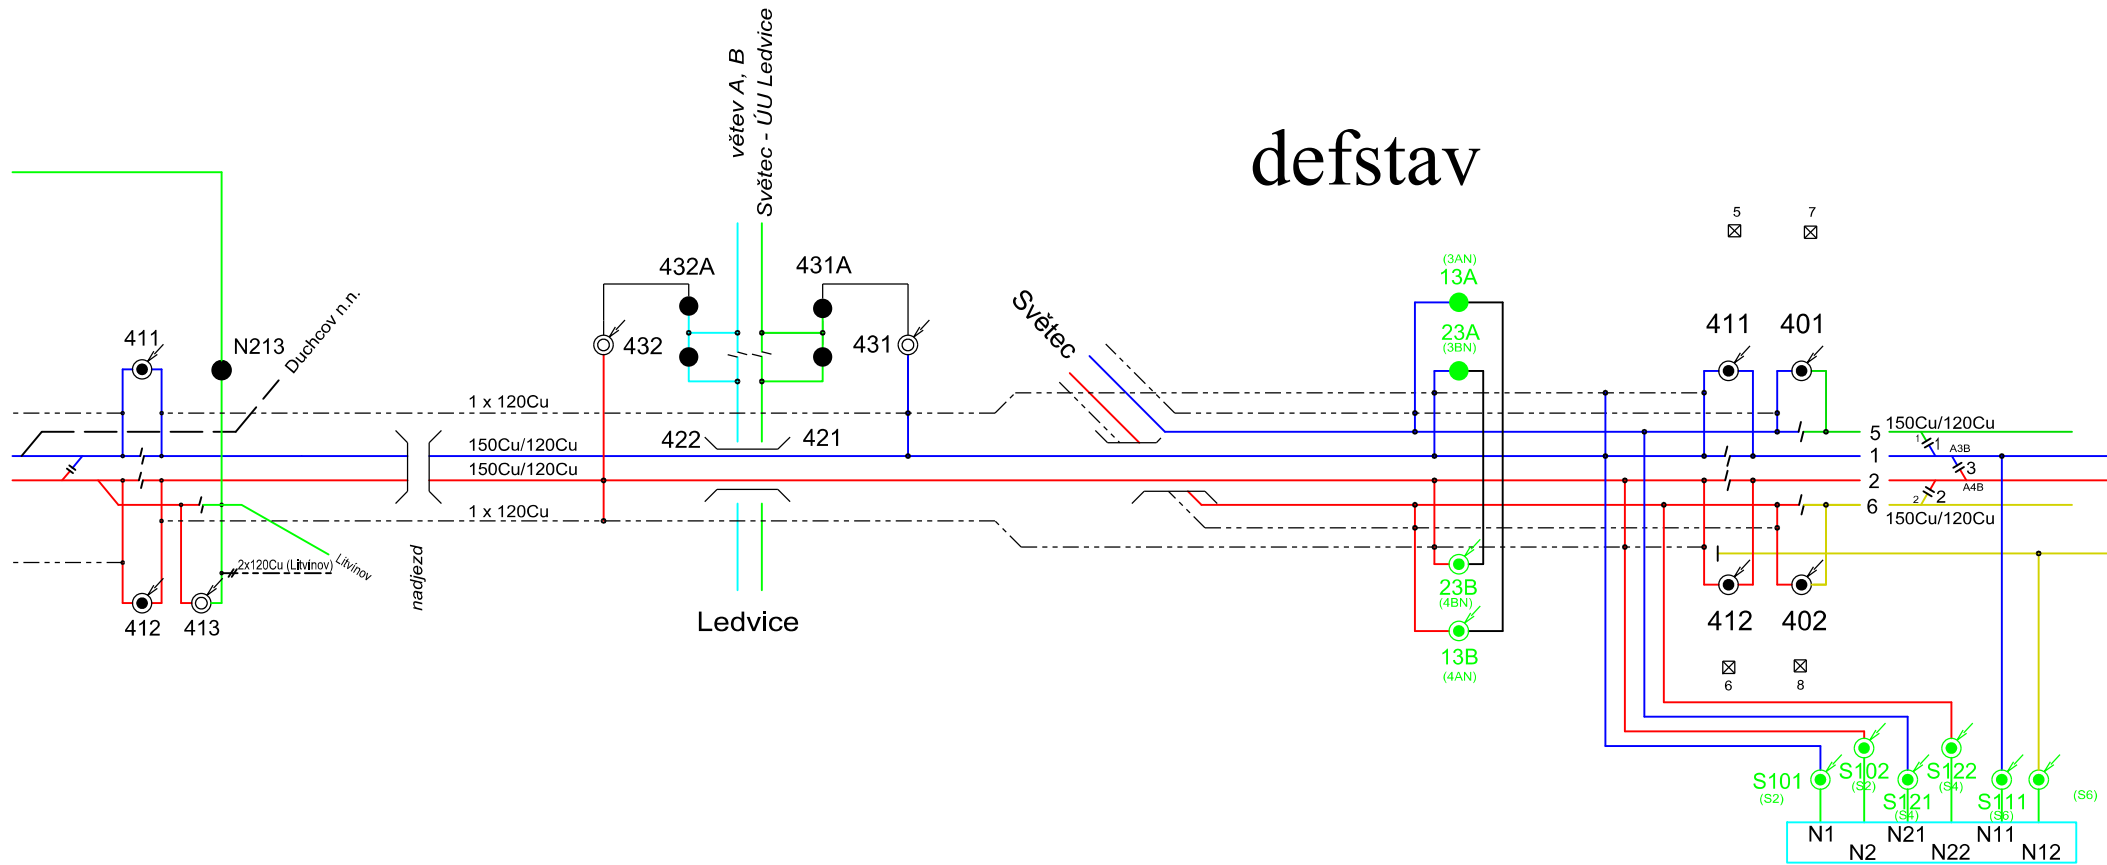 větev A, B
Světec - ÚU Ledvice
defstav
5
7
432A
431A
(3AN)
13A
23A
(3BN)
Světec
411
N213
Duchcov n.n.
432
431
411
401
1 x 120Cu
422
421
150Cu/120Cu
150Cu/120Cu
5
150Cu/120Cu
1
1
1
A3B
3
2
A4B
2
2
6
150Cu/120Cu
1 x 120Cu
nadjezd
2x120Cu (Litvínov)
Litvínov
412
413
Ledvice
23B
(4BN)
13B
(4AN)
412
402
6
8
S101
(S2)
S102
(S2)
S121
(S4)
S122
(S4)
S111
(S6)
(S6)
N1
N2
N21
N22
N11
N12